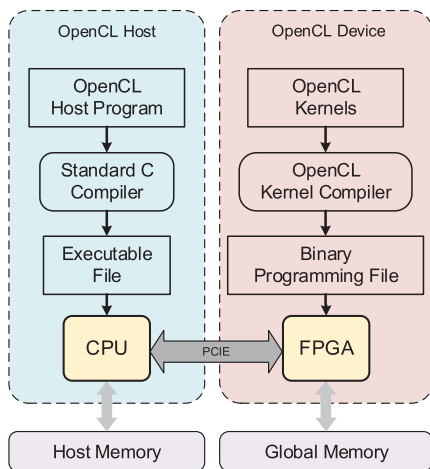 OpenCL Host
OpenCL
Host Program
Standard C
Compiler
Executable
File
CPU
Host Memory
PCIE
OpenCL Device
OpenCL
Kernels
OpenCL
Kernel Compiler
Binary
Programming File
FPGA
Global Memory